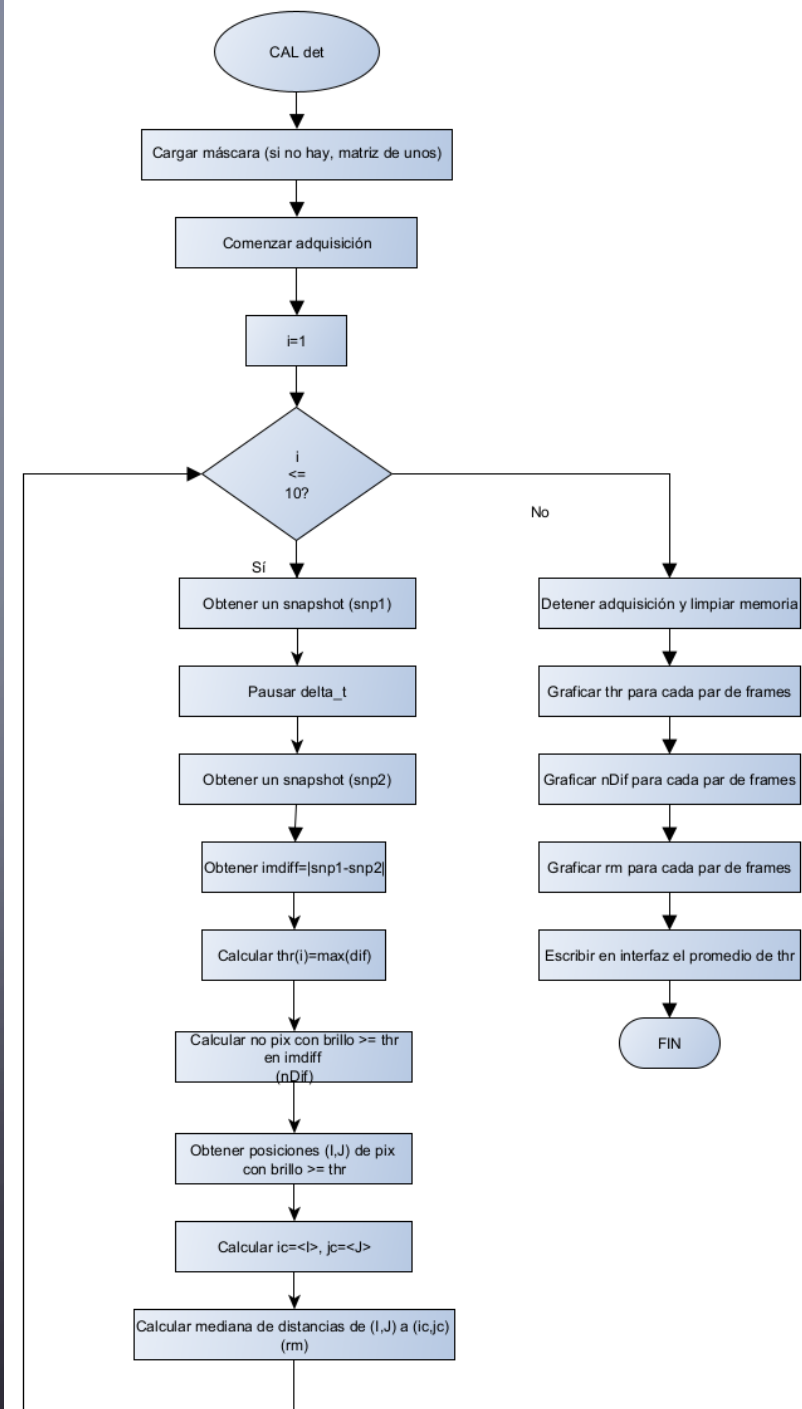 CAL det
Cargar máscara (si no hay, matriz de unos)
Comenzar adquisición
i=1
i
<=
10?
No
Sí
Obtener un snapshot (snp1)
Pausar delta_t
Obtener un snapshot (snp2)
Obtener imdiff=|snp1-snp2|
Calcular thr(i)=max(dif)
Calcular no pix con brillo >= thr
en imdiff
(nDif)
Obtener posiciones (I,J) de pix
con brillo >= thr
Calcular ic=<I>, jc=<J>
Calcular mediana de distancias de (I,J) a (ic,jc)
(rm)
Detener adquisición y limpiar memoria
Graficar thr para cada par de frames
Graficar nDif para cada par de frames
Graficar rm para cada par de frames
Escribir en interfaz el promedio de thr
FIN